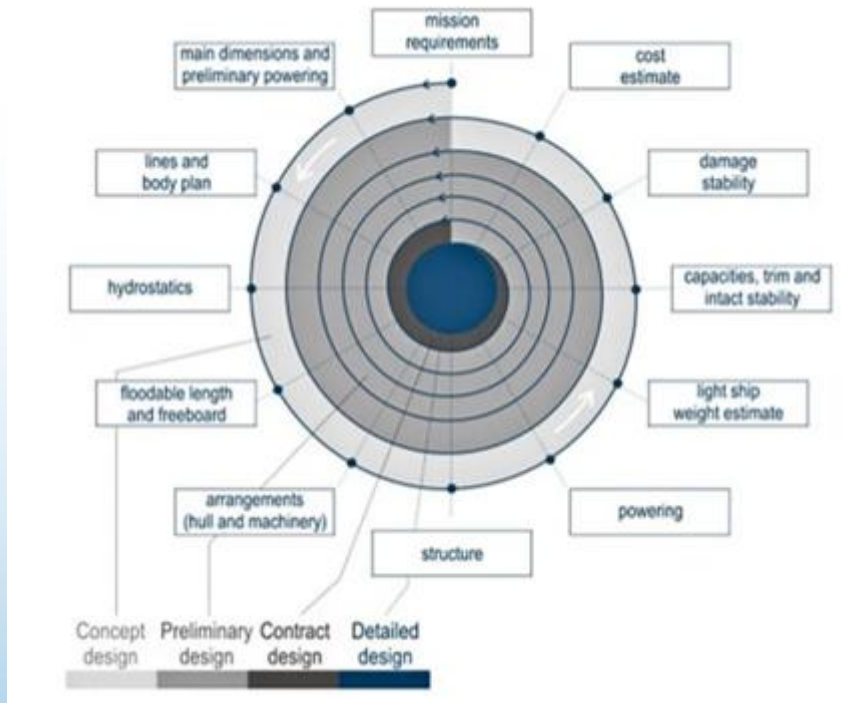 mission
requirements
main dimensions and
preliminary powering
cost
estimate
lines and
body plan
damage
stability
hydrostatics
capacities, trim and
intact stability
floodable length
and freeboard
light ship
weight estimate
arrangements
(hull and machinery)
powering
structure
Concept
design
Preliminary
design
Contract
design
Detailed
design